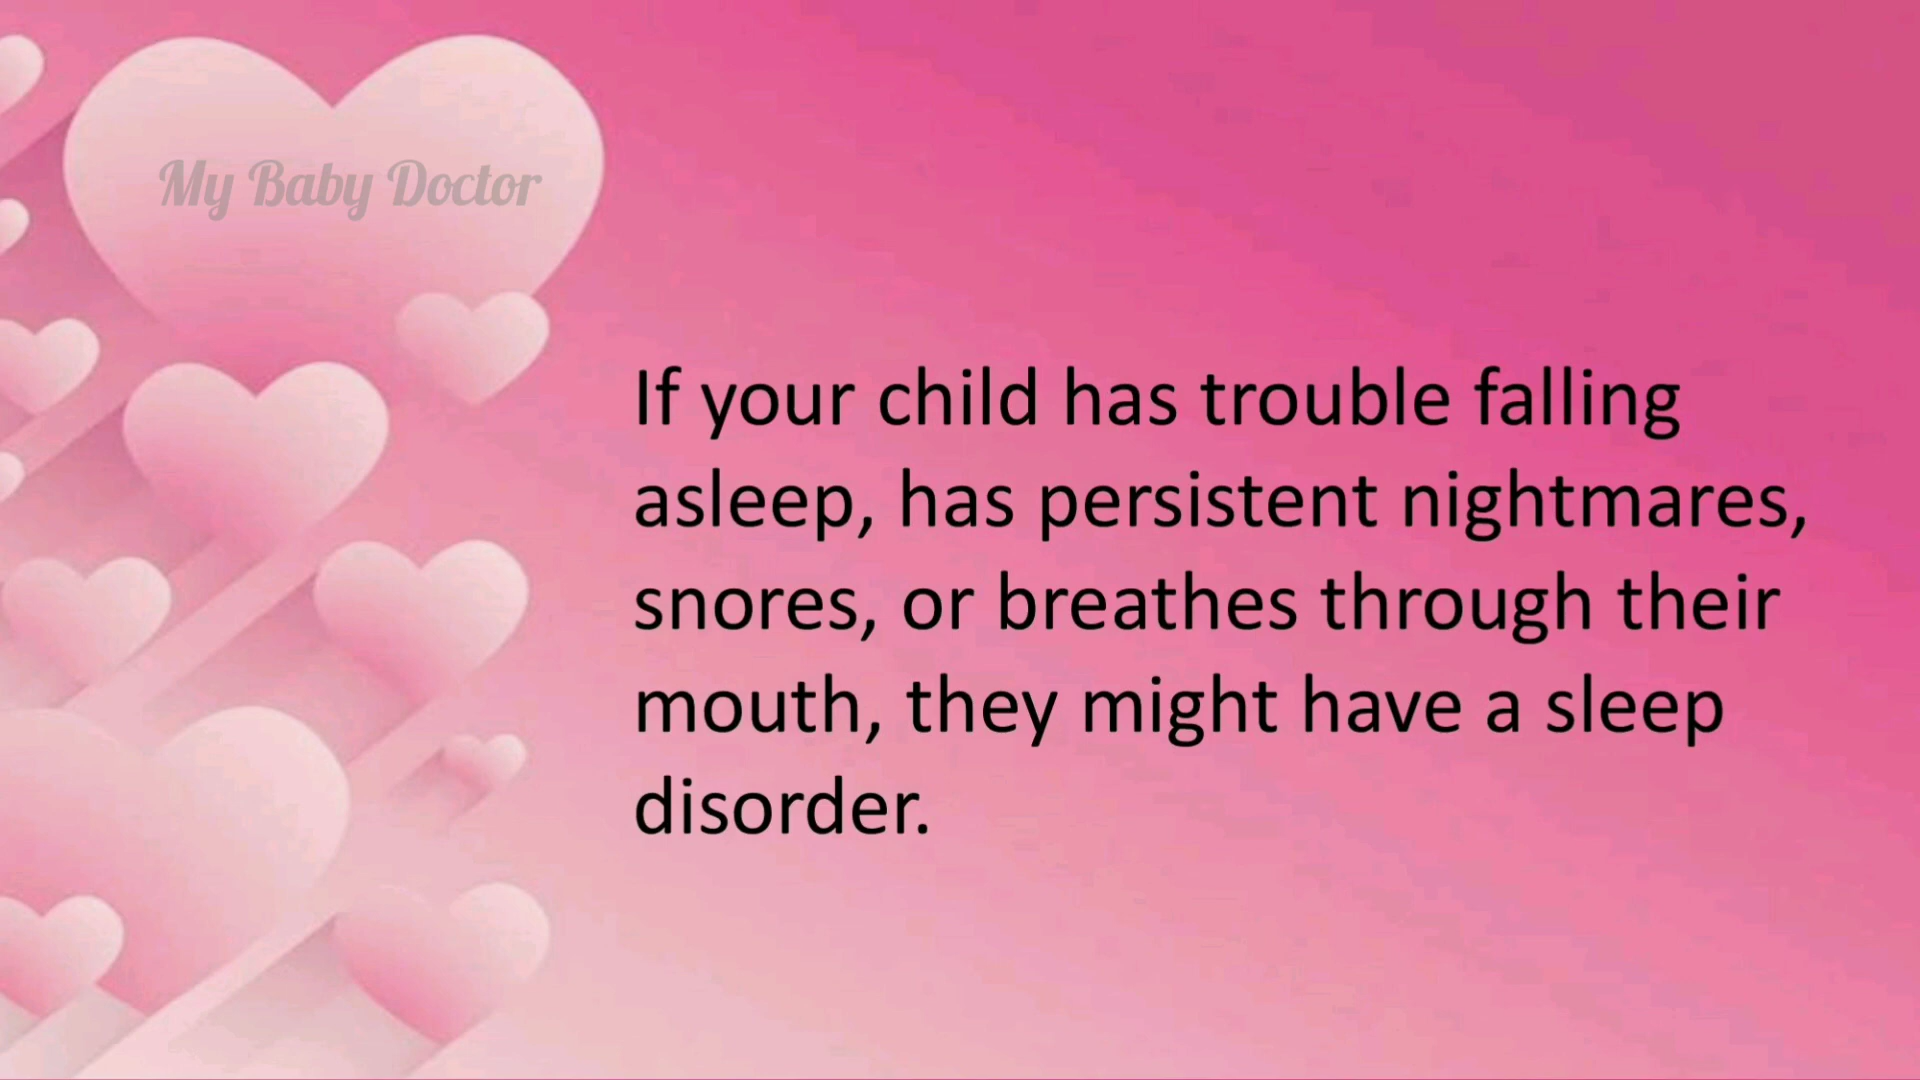 My Baby Doctor
If your child has trouble falling
asleep, has persistent nightmares,
snores, or breathes through their
mouth, they might have a sleep
disorder.